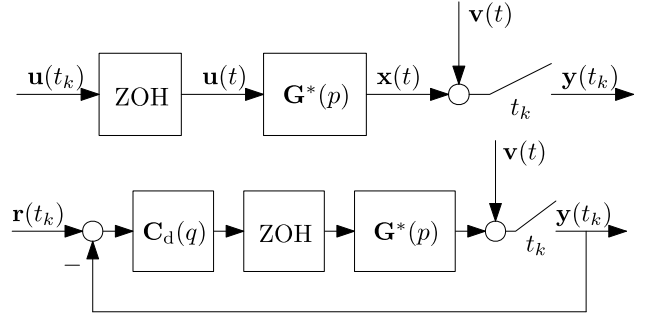 v(t)
u(t_k)
ZOH
u(t)
G*(p)
x(t)
t_k
y(t_k)
v(t)
r(t_k)
−
C_d(q)
ZOH
G*(p)
t_k
y(t_k)